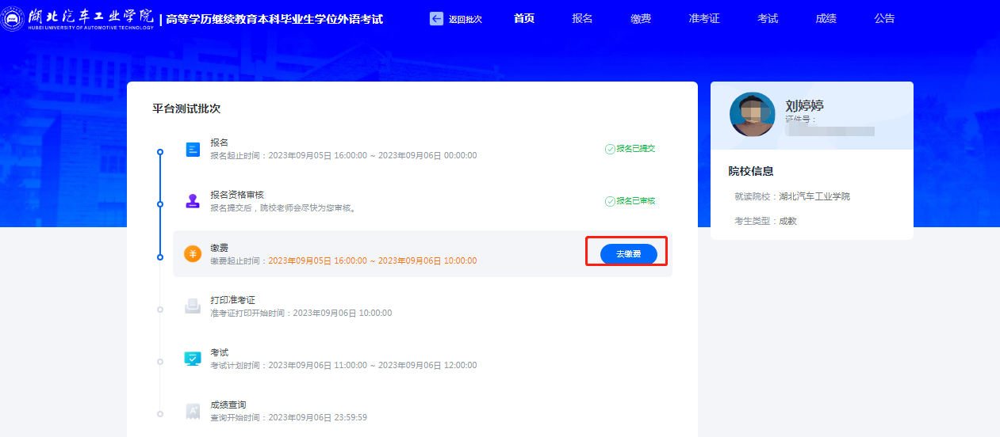 湖北汽车工业学院
HUBEI UNIVERSITY OF AUTOMOTIVE TECHNOLOGY
高等学历继续教育本科毕业生学位外语考试
返回批次
首页
报名
缴费
准考证
考试
成绩
公告
平台测试批次
报名
报名起止时间：2023年09月05日 16:00:00 ~ 2023年09月06日 00:00:00
报名已提交
报名资格审核
报名提交后，院校老师会尽快为您审核。
报名已审核
缴费
缴费起止时间：2023年09月05日 16:00:00 ~ 2023年09月06日 10:00:00
去缴费
打印准考证
准考证打印开始时间：2023年09月06日 10:00:00
考试
考试计划时间：2023年09月06日 11:00:00 ~ 2023年09月06日 12:00:00
成绩查询
查询开始时间：2023年09月06日 23:59:59
刘婷婷
证件号：
院校信息
就读院校：湖北汽车工业学院
考生类型：成教